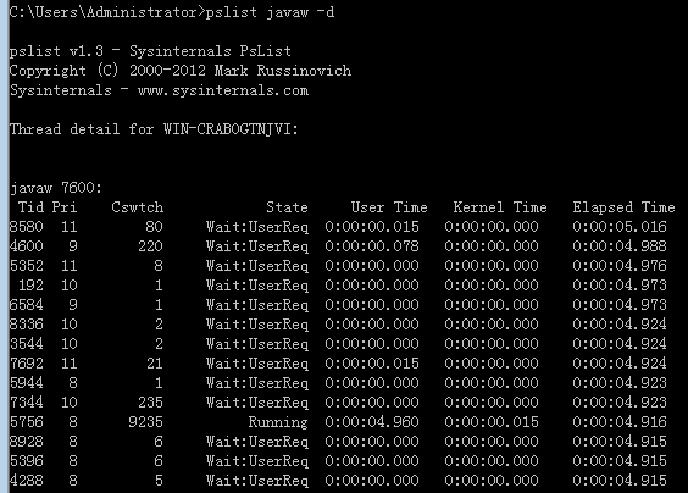 C:\Users\Administrator>pslist javaw -d
pslist v1.3 - Sysinternals PsList
Copyright (C) 2000-2012 Mark Russinovich
Sysinternals - www.sysinternals.com
Thread detail for WIN-CRABOGTNJVI:
javaw 7600:
Tid Pri Cswtch State User Time Kernel Time Elapsed Time
8580 11 80 Wait:UserReq 0:00:00.015 0:00:00.000 0:00:05.016
4600 9 220 Wait:UserReq 0:00:00.078 0:00:00.000 0:00:04.988
5352 11 8 Wait:UserReq 0:00:00.000 0:00:00.000 0:00:04.976
192 10 1 Wait:UserReq 0:00:00.000 0:00:00.000 0:00:04.973
6584 9 1 Wait:UserReq 0:00:00.000 0:00:00.000 0:00:04.973
8336 10 2 Wait:UserReq 0:00:00.000 0:00:00.000 0:00:04.924
3544 10 2 Wait:UserReq 0:00:00.000 0:00:00.000 0:00:04.924
7692 11 21 Wait:UserReq 0:00:00.015 0:00:00.000 0:00:04.924
5944 8 1 Wait:UserReq 0:00:00.000 0:00:00.000 0:00:04.923
7344 10 235 Wait:UserReq 0:00:00.000 0:00:00.000 0:00:04.923
5756 8 9235 Running 0:00:04.960 0:00:00.015 0:00:04.916
8928 8 6 Wait:UserReq 0:00:00.000 0:00:00.000 0:00:04.915
5396 8 6 Wait:UserReq 0:00:00.000 0:00:00.000 0:00:04.915
4288 8 5 Wait:UserReq 0:00:00.000 0:00:00.000 0:00:04.915